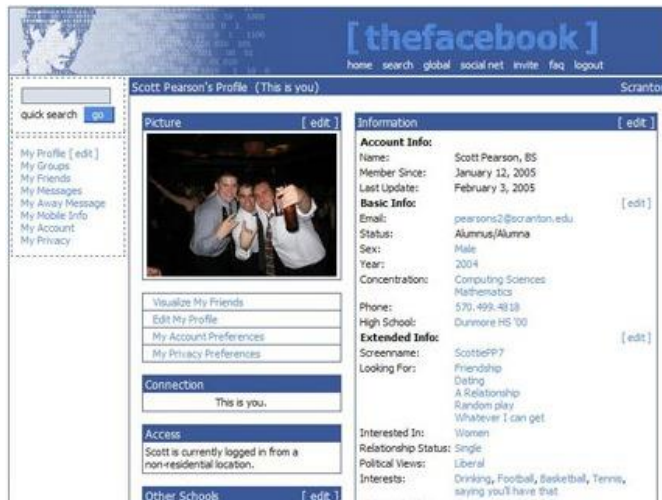 [ thefacebook ]
home search global social net invite faq logout
quick search go
My Profile [ edit ]
My Groups
My Friends
My Messages
My Away Message
My Mobile Info
My Account
My Privacy
Scott Pearson's Profile (This is you)
Scranto
Picture [ edit ]
Visualize My Friends
Edit My Profile
My Account Preferences
My Privacy Preferences
Connection
This is you.
Access
Scott is currently logged in from a
non-residential location.
Other Schools [ edit ]
Information [ edit ]
Account Info:
Name: Scott Pearson, BS
Member Since: January 12, 2005
Last Update: February 3, 2005
Basic Info: [ edit ]
Email: pearsons2@scranton.edu
Status: Alumnus/Alumna
Sex: Male
Year: 2004
Concentration: Computing Sciences
Mathematics
Phone: 570.499.4818
High School: Dunmore HS '00
Extended Info: [ edit ]
Screenname: ScottiePP7
Looking For: Friendship
Dating
A Relationship
Random play
Whatever I can get
Interested In: Women
Relationship Status: Single
Political Views: Liberal
Interests: Drinking, Football, Basketball, Tennis,
saying you'll have that